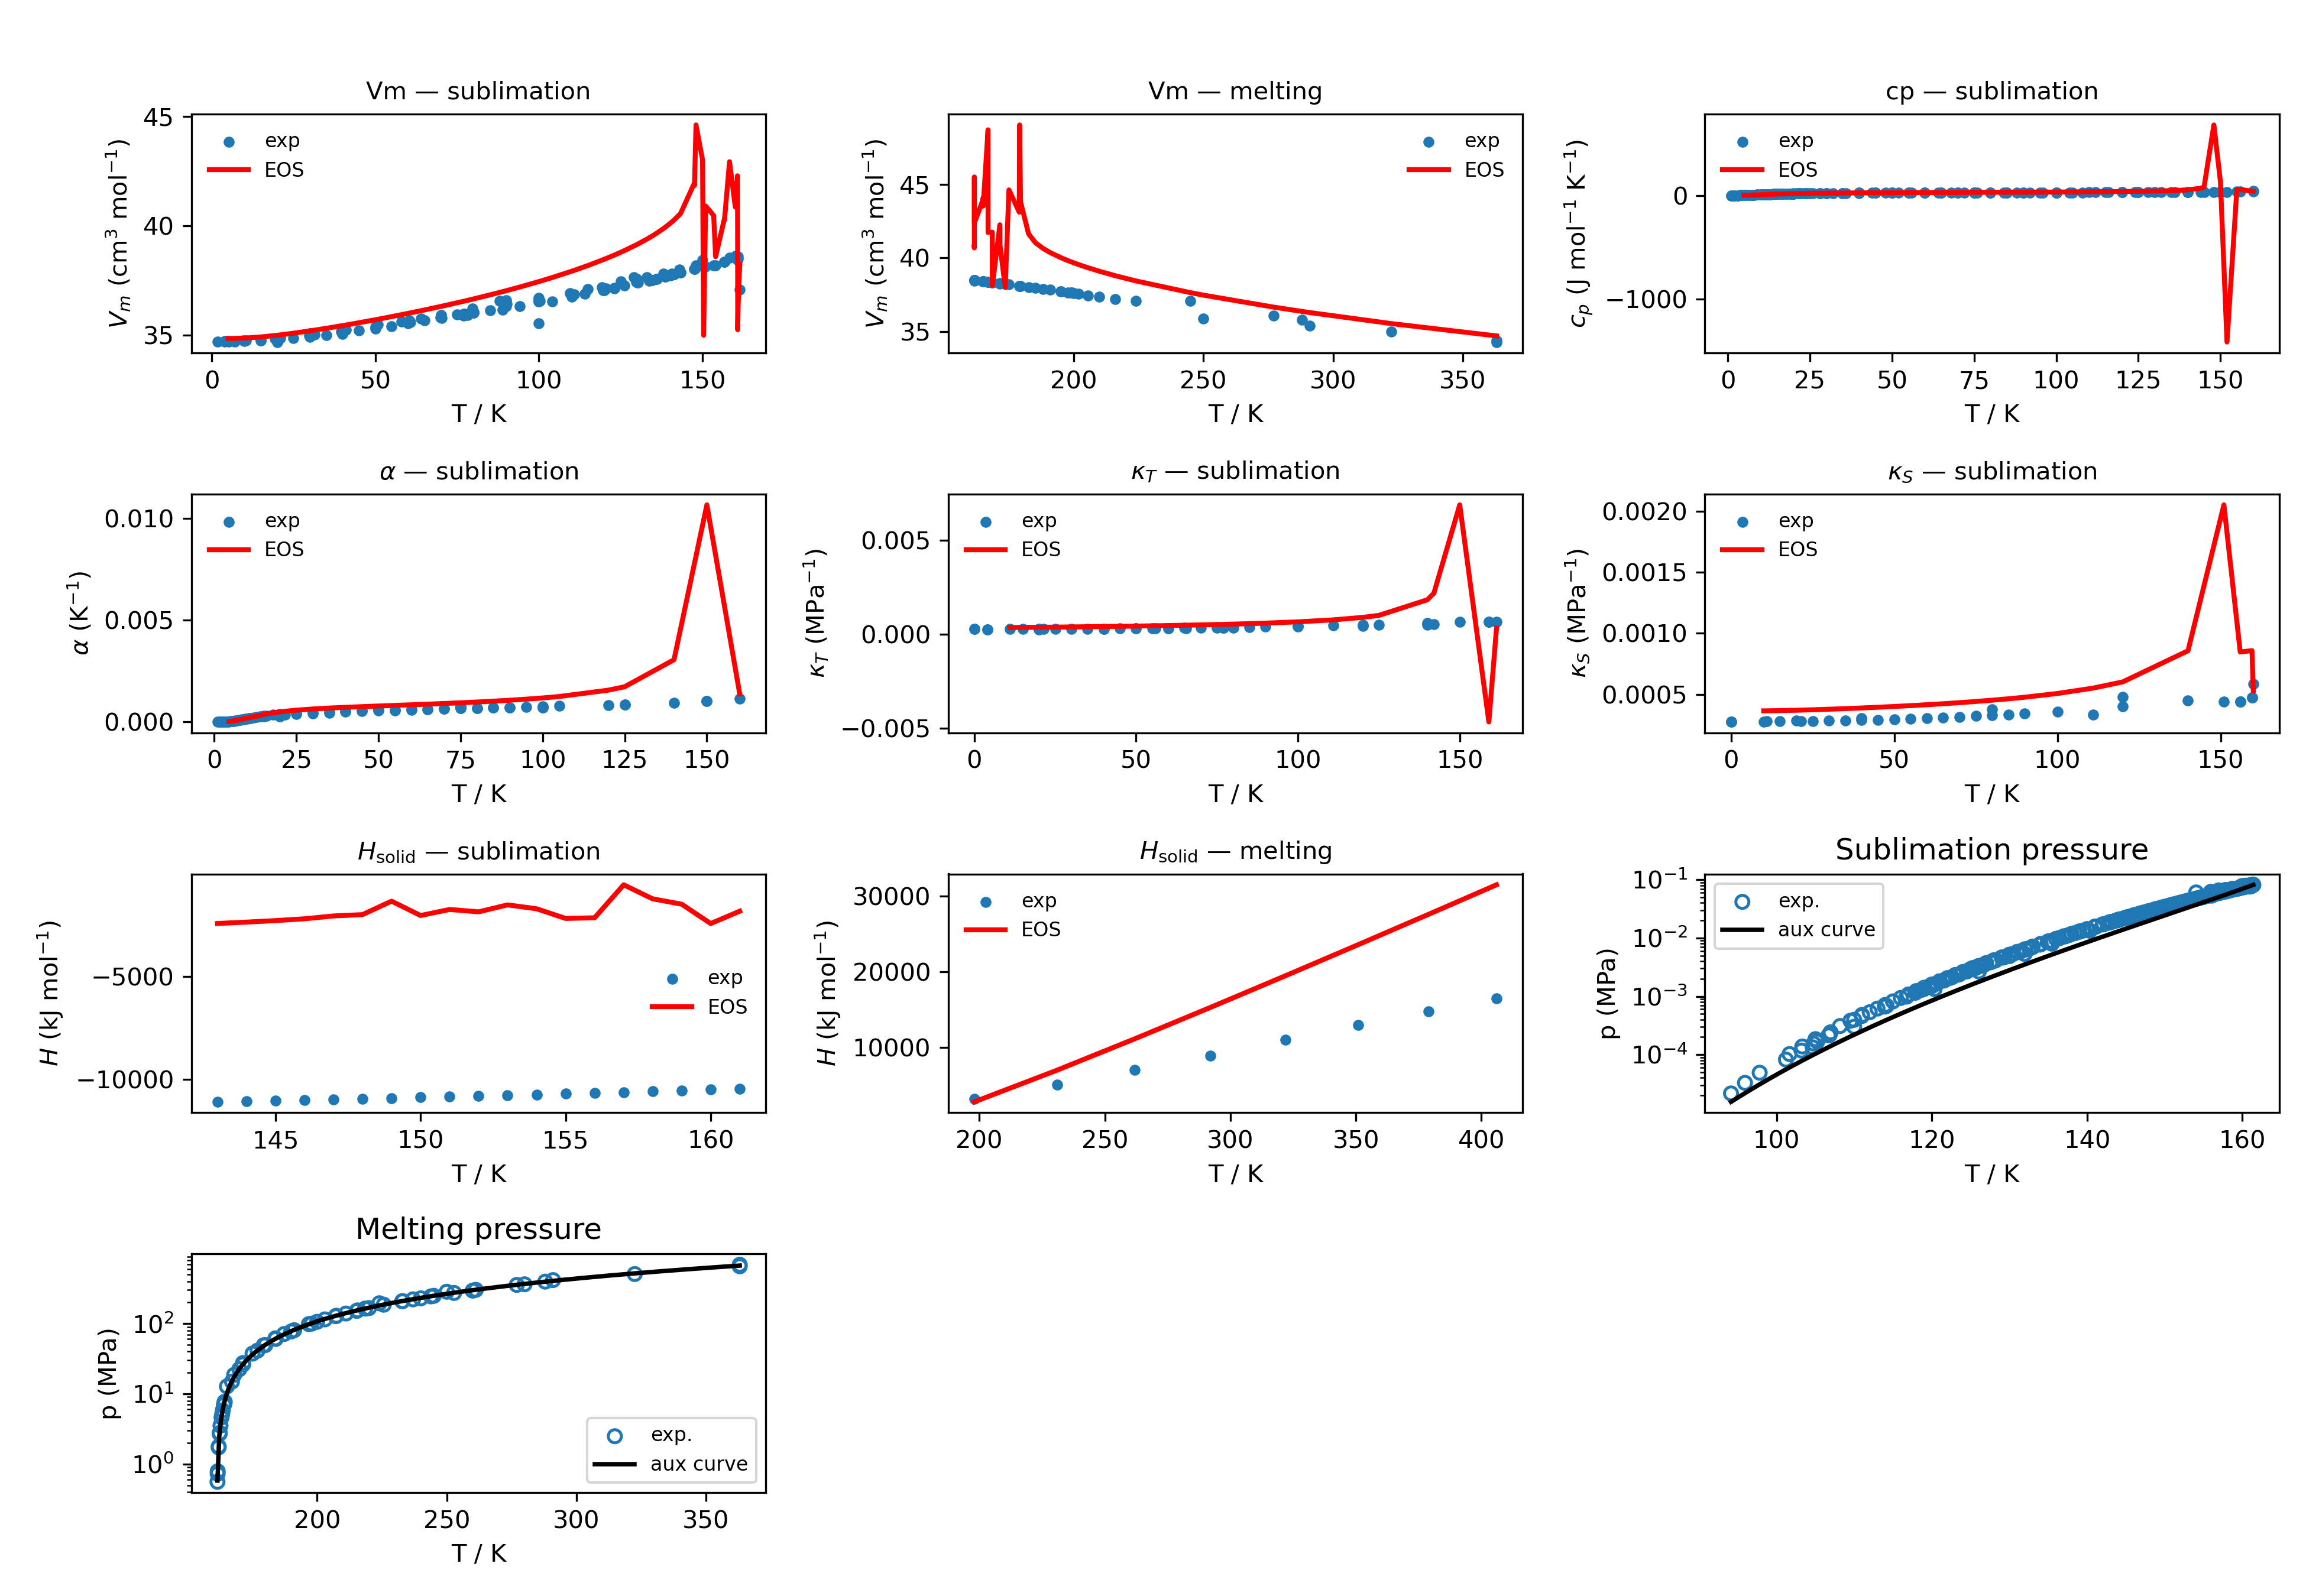 Vm — sublimation
45
40
35
V_m (cm³ mol⁻¹)
exp
EOS
0 50 100 150
T / K
Vm — melting
45
40
35
V_m (cm³ mol⁻¹)
exp
EOS
200 250 300 350
T / K
cp — sublimation
0
−1000
c_p (J mol⁻¹ K⁻¹)
exp
EOS
0 25 50 75 100 125 150
T / K
α — sublimation
0.010
0.005
0.000
α (K⁻¹)
exp
EOS
0 25 50 75 100 125 150
T / K
κ_T — sublimation
0.005
0.000
−0.005
κ_T (MPa⁻¹)
exp
EOS
0 50 100 150
T / K
κ_S — sublimation
0.0020
0.0015
0.0010
0.0005
κ_S (MPa⁻¹)
exp
EOS
0 50 100 150
T / K
H_solid — sublimation
−5000
−10000
H (kJ mol⁻¹)
exp
EOS
145 150 155 160
T / K
H_solid — melting
30000
20000
10000
H (kJ mol⁻¹)
exp
EOS
200 250 300 350 400
T / K
Sublimation pressure
10⁻¹
10⁻²
10⁻³
10⁻⁴
p (MPa)
exp.
aux curve
100 120 140 160
T / K
Melting pressure
10²
10¹
10⁰
p (MPa)
exp.
aux curve
200 250 300 350
T / K